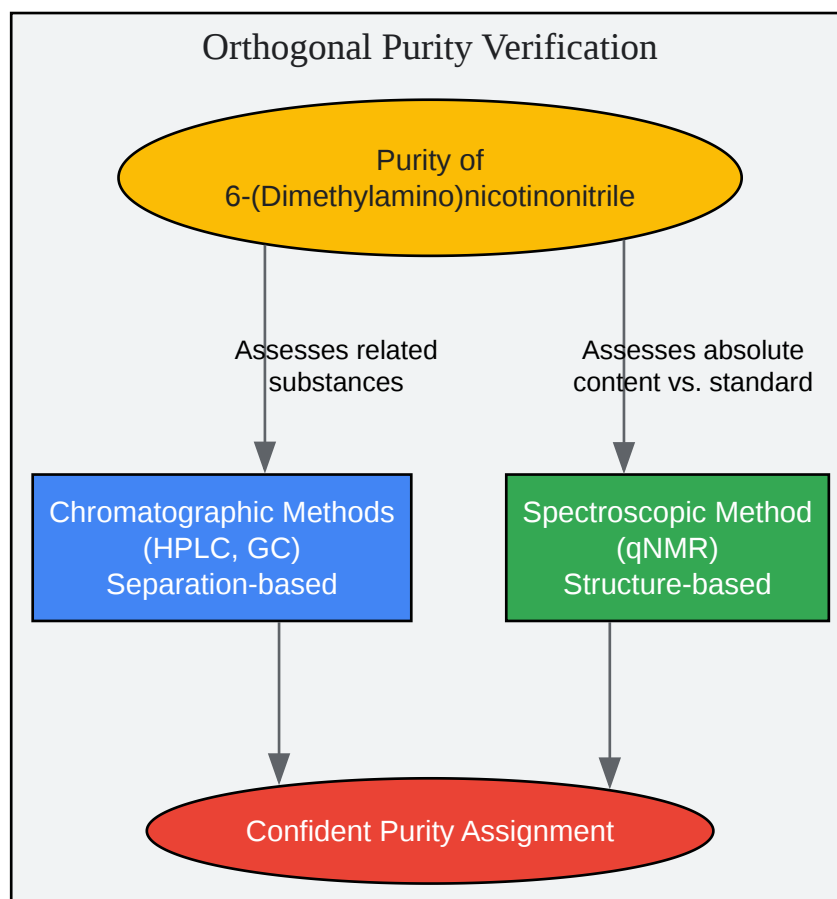 Orthogonal Purity Verification
Purity of
6-(Dimethylamino)nicotinonitrile
Assesses related
substances
Assesses absolute
content vs. standard
Chromatographic Methods
(HPLC, GC)
Separation-based
Spectroscopic Method
(qNMR)
Structure-based
Confident Purity Assignment